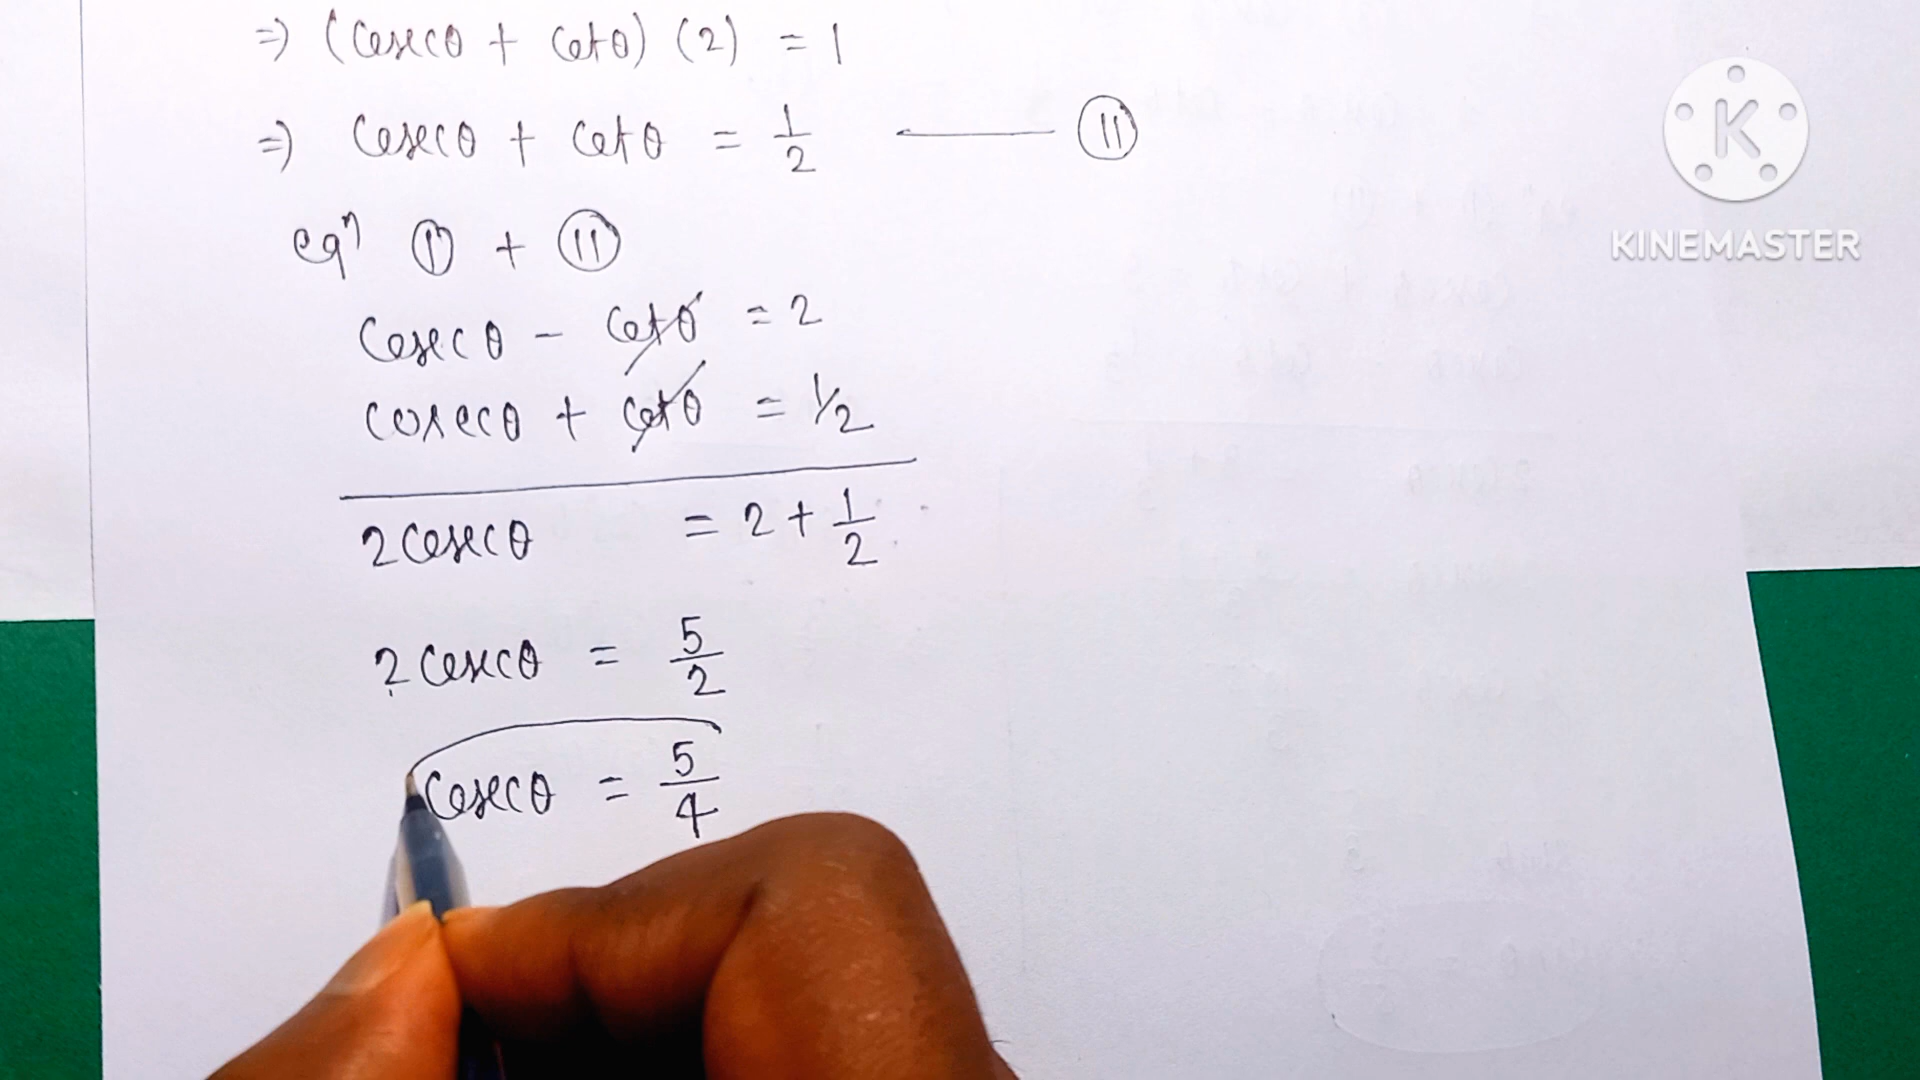 ⇒ (Cosecθ + Cotθ) (2) = 1
⇒ Cosecθ + Cotθ = 1/2 —— (II)
eqⁿ (I) + (II)
Cosecθ - Cotθ = 2
Cosecθ + Cotθ = 1/2
2Cosecθ = 2 + 1/2
2Cosecθ = 5/2
Cosecθ = 5/4
K
KINEMASTER